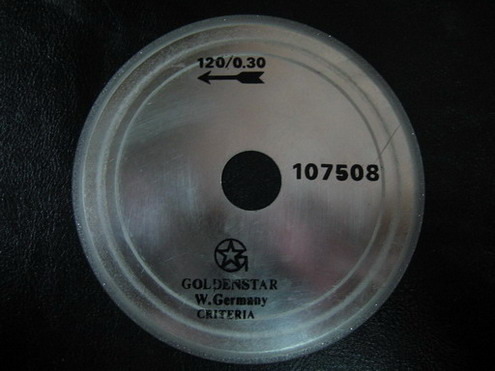 120/0.30
107508
GOLDENSTAR
W.Germany
CRITERIA